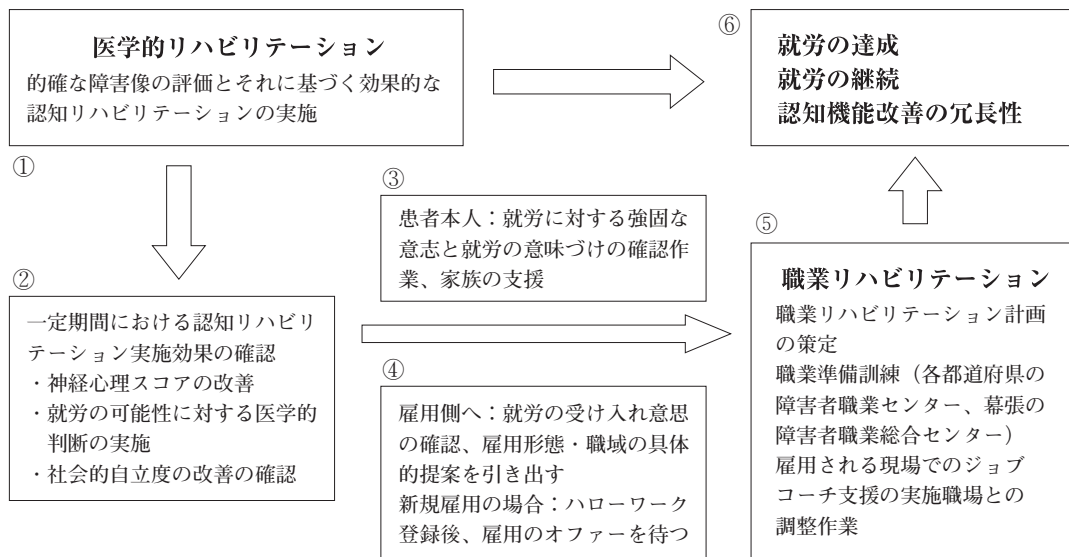 ①
医学的リハビリテーション
的確な障害像の評価とそれに基づく効果的な
認知リハビリテーションの実施
②
一定期間における認知リハビリ
テーション実施効果の確認
・神経心理スコアの改善
・就労の可能性に対する医学的
判断の実施
・社会的自立度の改善の確認
③
患者本人：就労に対する強固な
意志と就労の意味づけの確認作
業、家族の支援
④
雇用側へ：就労の受け入れ意思
の確認、雇用形態・職域の具体
的提案を引き出す
新規雇用の場合：ハローワーク
登録後、雇用のオファーを待つ
⑤
職業リハビリテーション
職業リハビリテーション計画
の策定
職業準備訓練（各都道府県の
障害者職業センター、幕張の
障害者職業総合センター）
雇用される現場でのジョブ
コーチ支援の実施職場との
調整作業
⑥
就労の達成
就労の継続
認知機能改善の冗長性